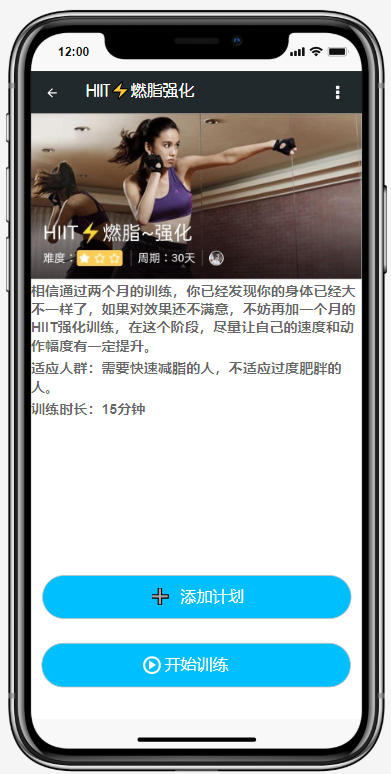 12:00
HIIT⚡燃脂强化
HIIT⚡燃脂~强化
难度： 周期：30天
相信通过两个月的训练，你已经发现你的身体已经大
不一样了，如果对效果还不满意，不妨再加一个月的
HIIT强化训练，在这个阶段，尽量让自己的速度和动
作幅度有一定提升。
适应人群：需要快速减脂的人，不适应过度肥胖的
人。
训练时长：15分钟
添加计划
开始训练